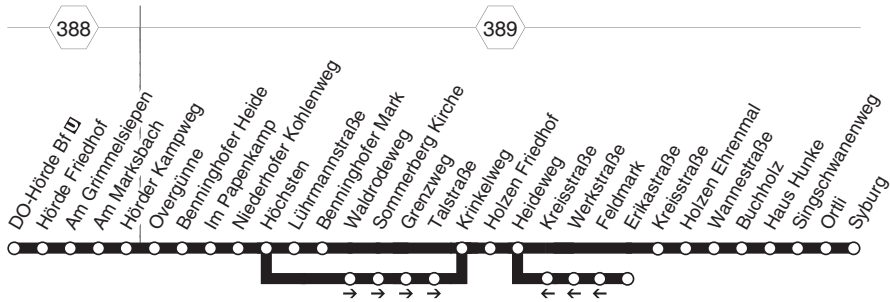 388
389
DO-Hörde Bf U
Hörde Friedhof
Am Grimmelsiepen
Am Marksbach
Hörder Kampweg
Overgünne
Benninghofer Heide
Im Papenkamp
Niederhofer Kohlenweg
Höchsten
Lührmannstraße
Benninghofer Mark
Waldrodeweg
Sommerberg Kirche
Grenzweg
Talstraße
Krinkelweg
Holzen Friedhof
Heideweg
Kreisstraße
Werkstraße
Feldmark
Erikastraße
Kreisstraße
Holzen Ehrenmal
Wannestraße
Buchholz
Haus Hunke
Singschwanenweg
Ortli
Syburg